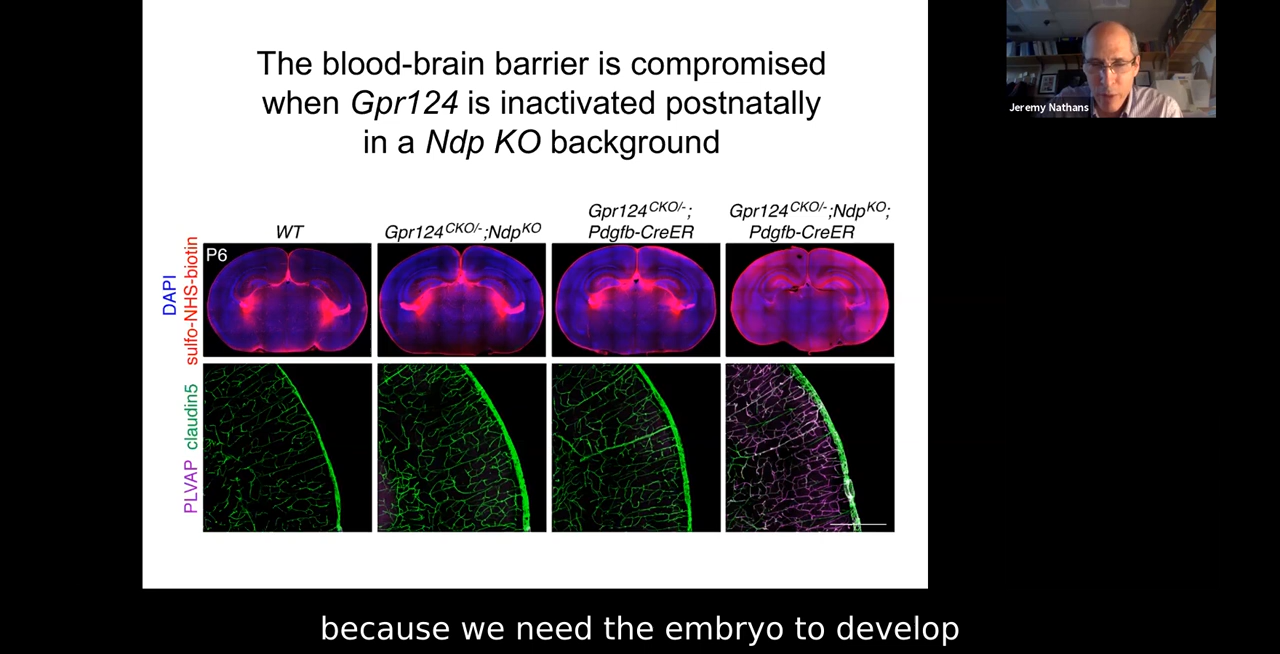 The blood-brain barrier is compromised
when Gpr124 is inactivated postnatally
in a Ndp KO background
Jeremy Nathans
WT
Gpr124CKO/-;NdpKO
Gpr124CKO/-;
Pdgfb-CreER
Gpr124CKO/-;NdpKO;
Pdgfb-CreER
P6
DAPI
sulfo-NHS-biotin
PLVAP claudin5
because we need the embryo to develop